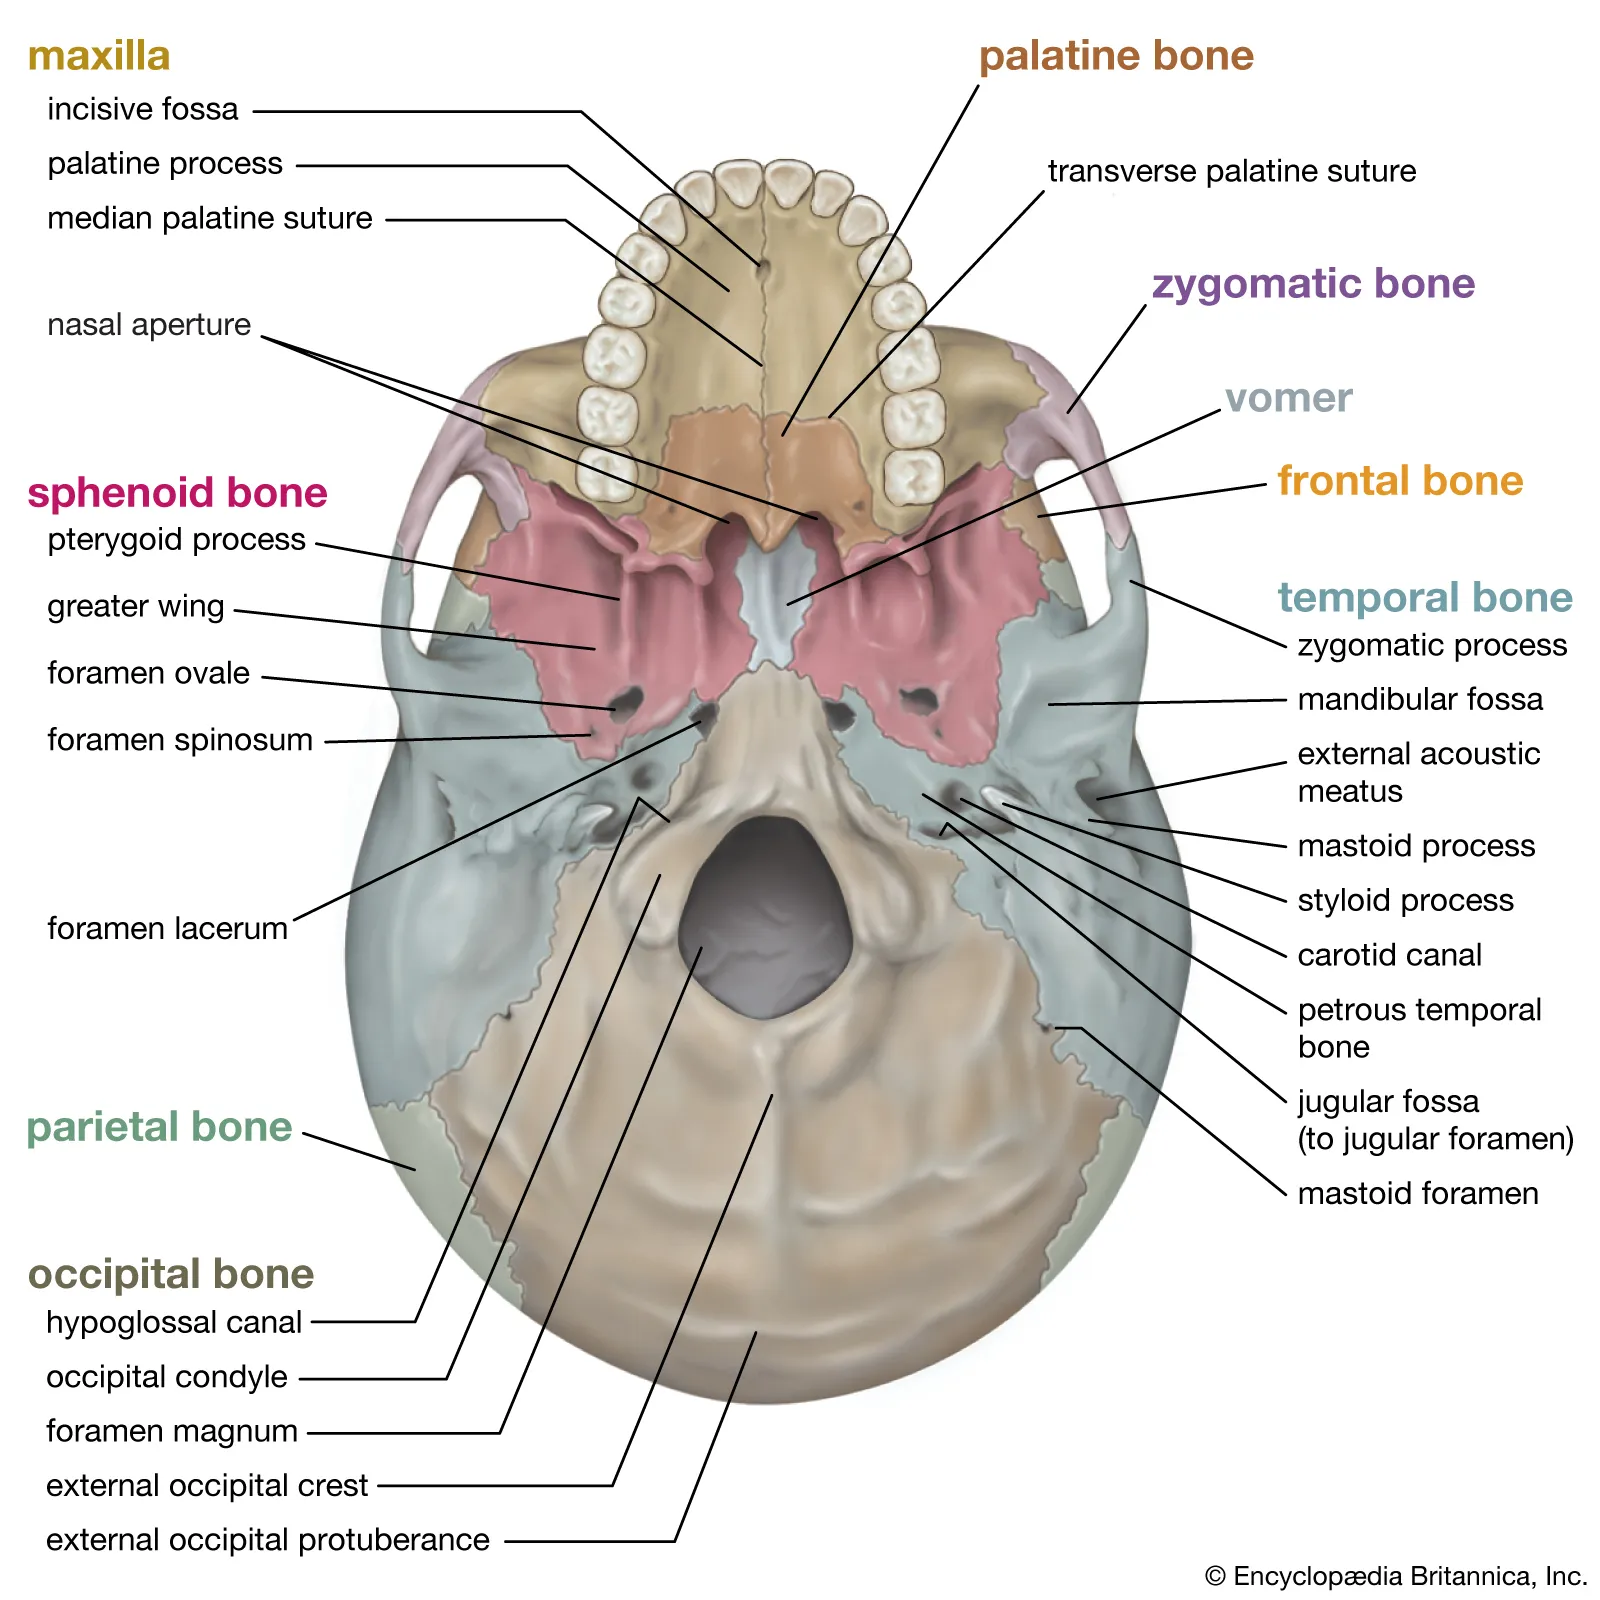 maxilla
incisive fossa
palatine process
median palatine suture
nasal aperture
sphenoid bone
pterygoid process
greater wing
foramen ovale
foramen spinosum
foramen lacerum
parietal bone
occipital bone
hypoglossal canal
occipital condyle
foramen magnum
external occipital crest
external occipital protuberance
palatine bone
transverse palatine suture
zygomatic bone
vomer
frontal bone
temporal bone
zygomatic process
mandibular fossa
external acoustic
meatus
mastoid process
styloid process
carotid canal
petrous temporal
bone
jugular fossa
(to jugular foramen)
mastoid foramen
© Encyclopædia Britannica, Inc.